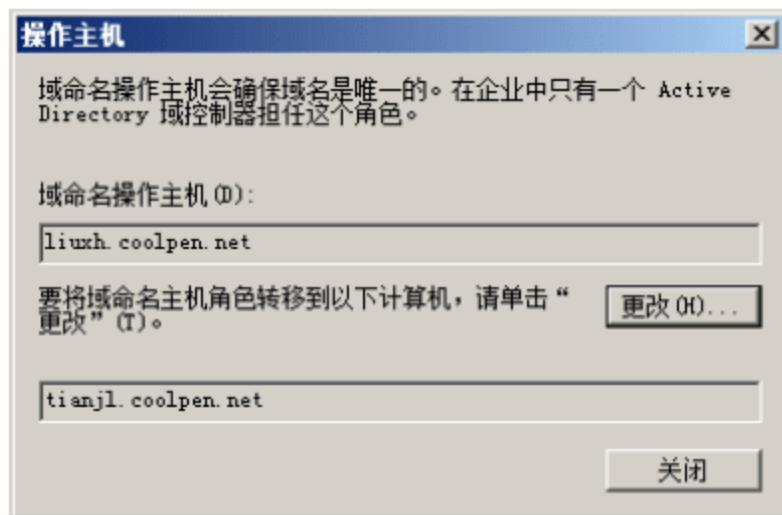 操作主机
域命名操作主机会确保域名是唯一的。在企业中只有一个 Active
Directory 域控制器担任这个角色。
域命名操作主机(D):
liuxh.coolpen.net
要将域命名主机角色转移到以下计算机，请单击“
更改”(T)。
更改(H)...
tianjl.coolpen.net
关闭